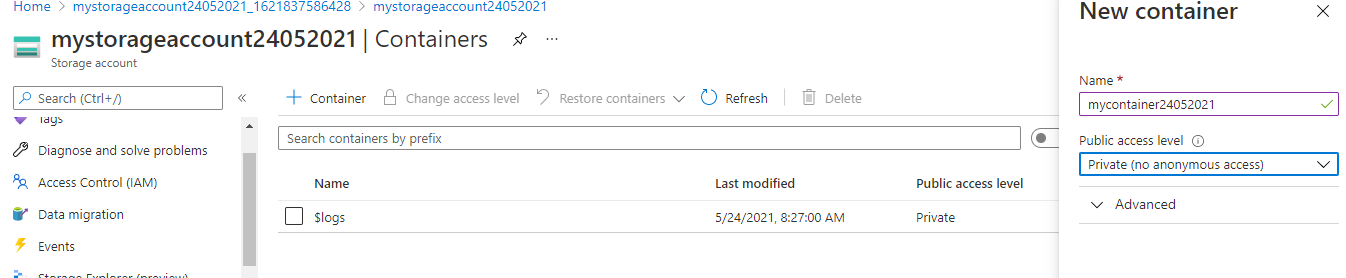 Home > mystorageaccount24052021_1621837586428 > mystorageaccount24052021
mystorageaccount24052021 | Containers
Storage account
Search (Ctrl+/)
«
Tags
Diagnose and solve problems
Access Control (IAM)
Data migration
Events
Storage Explorer (preview)
+ Container Change access level Restore containers Refresh Delete
Search containers by prefix
Name Last modified Public access level
$logs 5/24/2021, 8:27:00 AM Private
New container
Name *
mycontainer24052021
Public access level
Private (no anonymous access)
Advanced